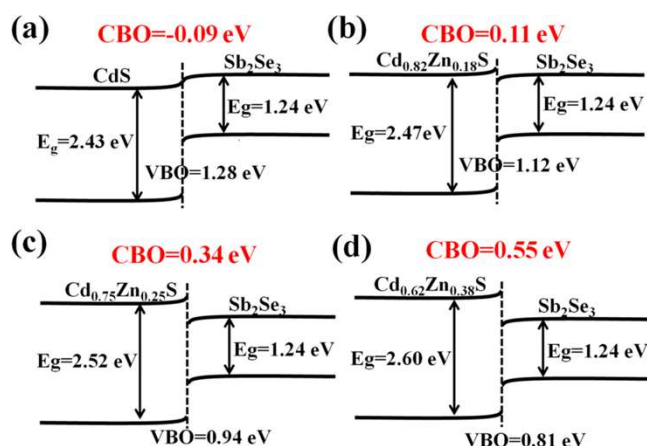 (a)
CBO=-0.09 eV
CdS
Sb₂Se₃
Eg=1.24 eV
E_g=2.43 eV
VBO=1.28 eV
(b)
CBO=0.11 eV
Cd₀.₈₂Zn₀.₁₈S
Sb₂Se₃
Eg=1.24 eV
Eg=2.47eV
VBO=1.12 eV
(c)
CBO=0.34 eV
Cd₀.₇₅Zn₀.₂₅S
Sb₂Se₃
Eg=1.24 eV
Eg=2.52 eV
VBO=0.94 eV
(d)
CBO=0.55 eV
Cd₀.₆₂Zn₀.₃₈S
Sb₂Se₃
Eg=1.24 eV
Eg=2.60 eV
VBO=0.81 eV